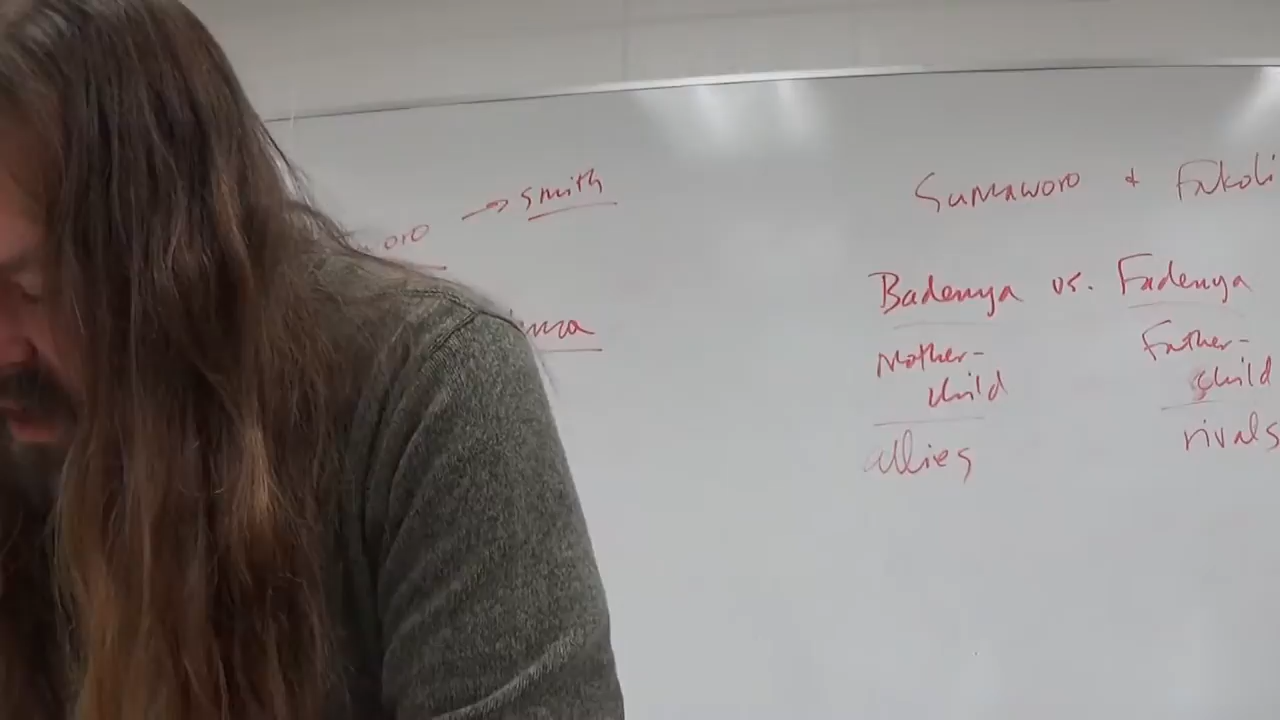 → smith
Sumaworo + Fakoli
Badenya vs. Fadenya
Mother-
child
Father-
child
allies
rivals